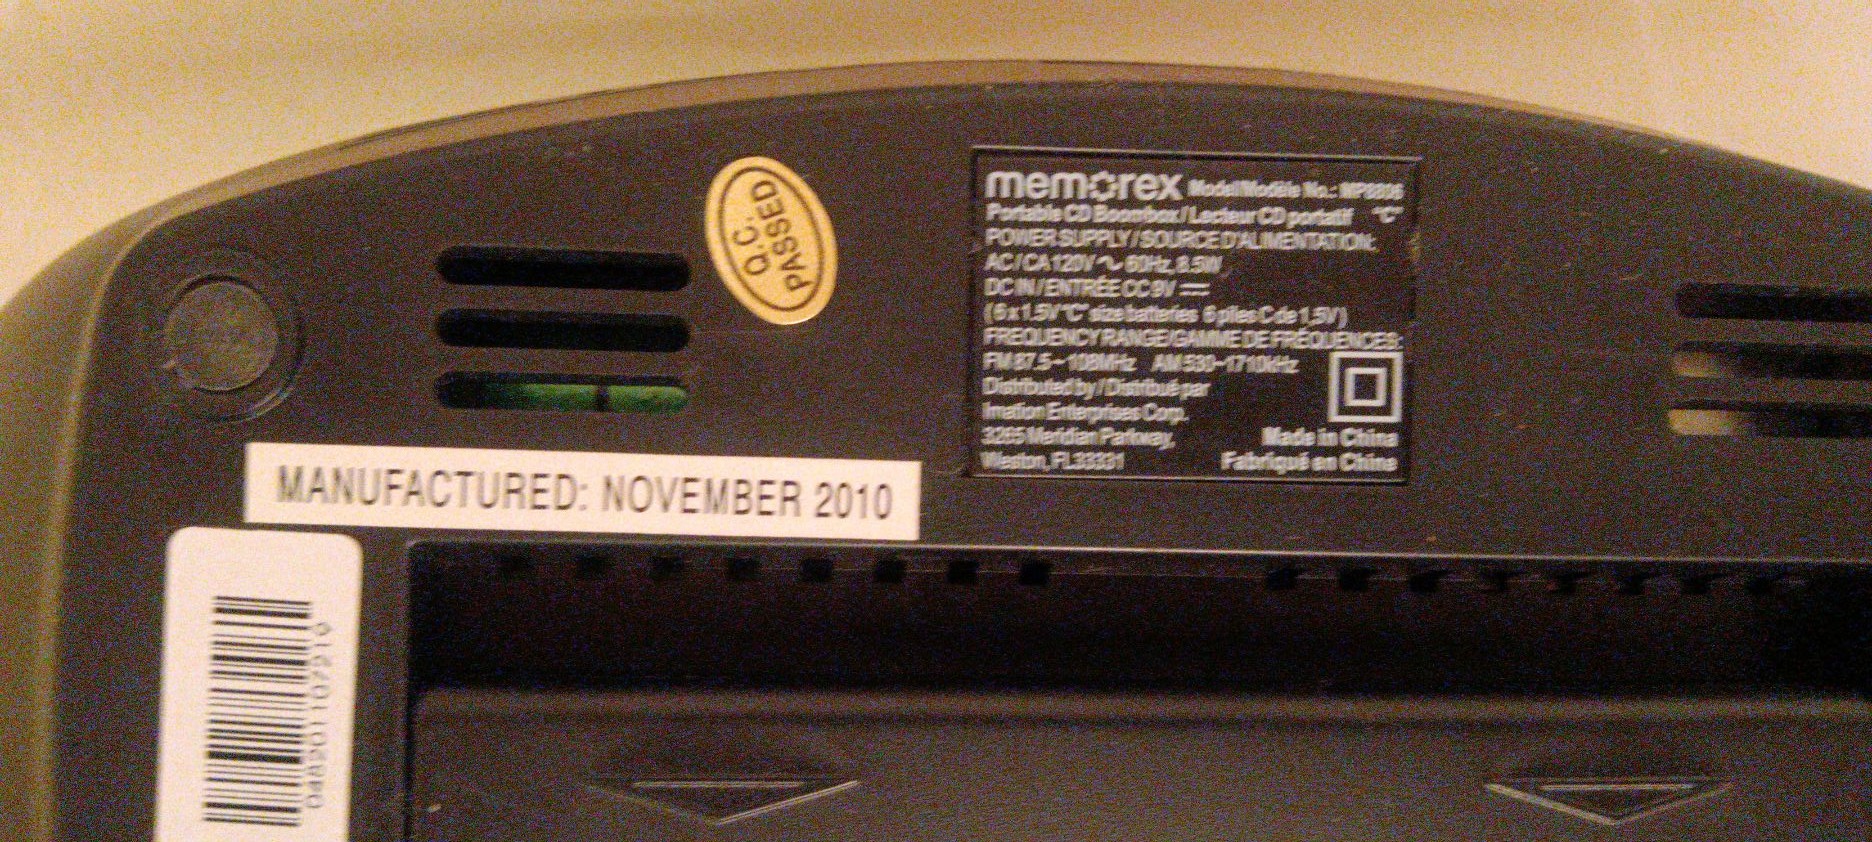 Q.C.
PASSED
memorex Model/Modèle No.: MP8806
Portable CD Boombox / Lecteur CD portatif "C"
POWER SUPPLY / SOURCE D'ALIMENTATION:
AC / CA 120V ~ 60Hz, 8.5W
DC IN / ENTRÉE CC 9V ⎓
( 6 x 1.5V "C" size batteries 6 piles C de 1,5V )
FREQUENCY RANGE/GAMME DE FRÉQUENCES:
FM 87.5~108MHz AM 530~1710kHz
Distributed by / Distribué par
Imation Enterprises Corp.
3265 Meridian Parkway,
Weston, FL 33331
Made in China
Fabriqué en Chine
MANUFACTURED: NOVEMBER 2010